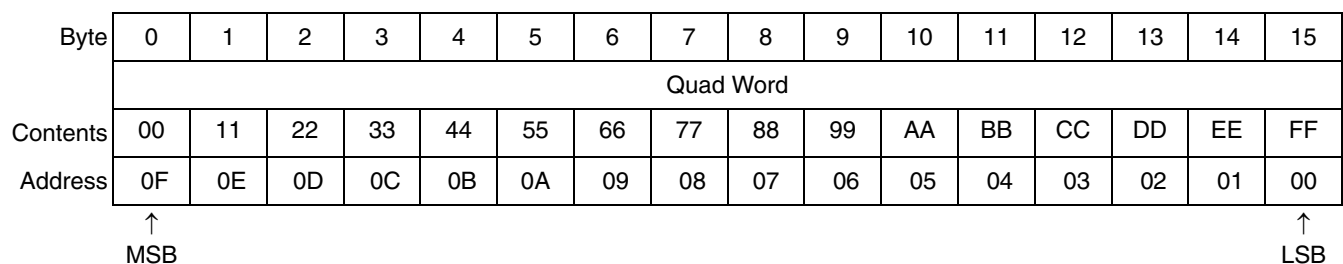 Byte 0 1 2 3 4 5 6 7 8 9 10 11 12 13 14 15
Quad Word
Contents 00 11 22 33 44 55 66 77 88 99 AA BB CC DD EE FF
Address 0F 0E 0D 0C 0B 0A 09 08 07 06 05 04 03 02 01 00
↑ ↑
MSB LSB